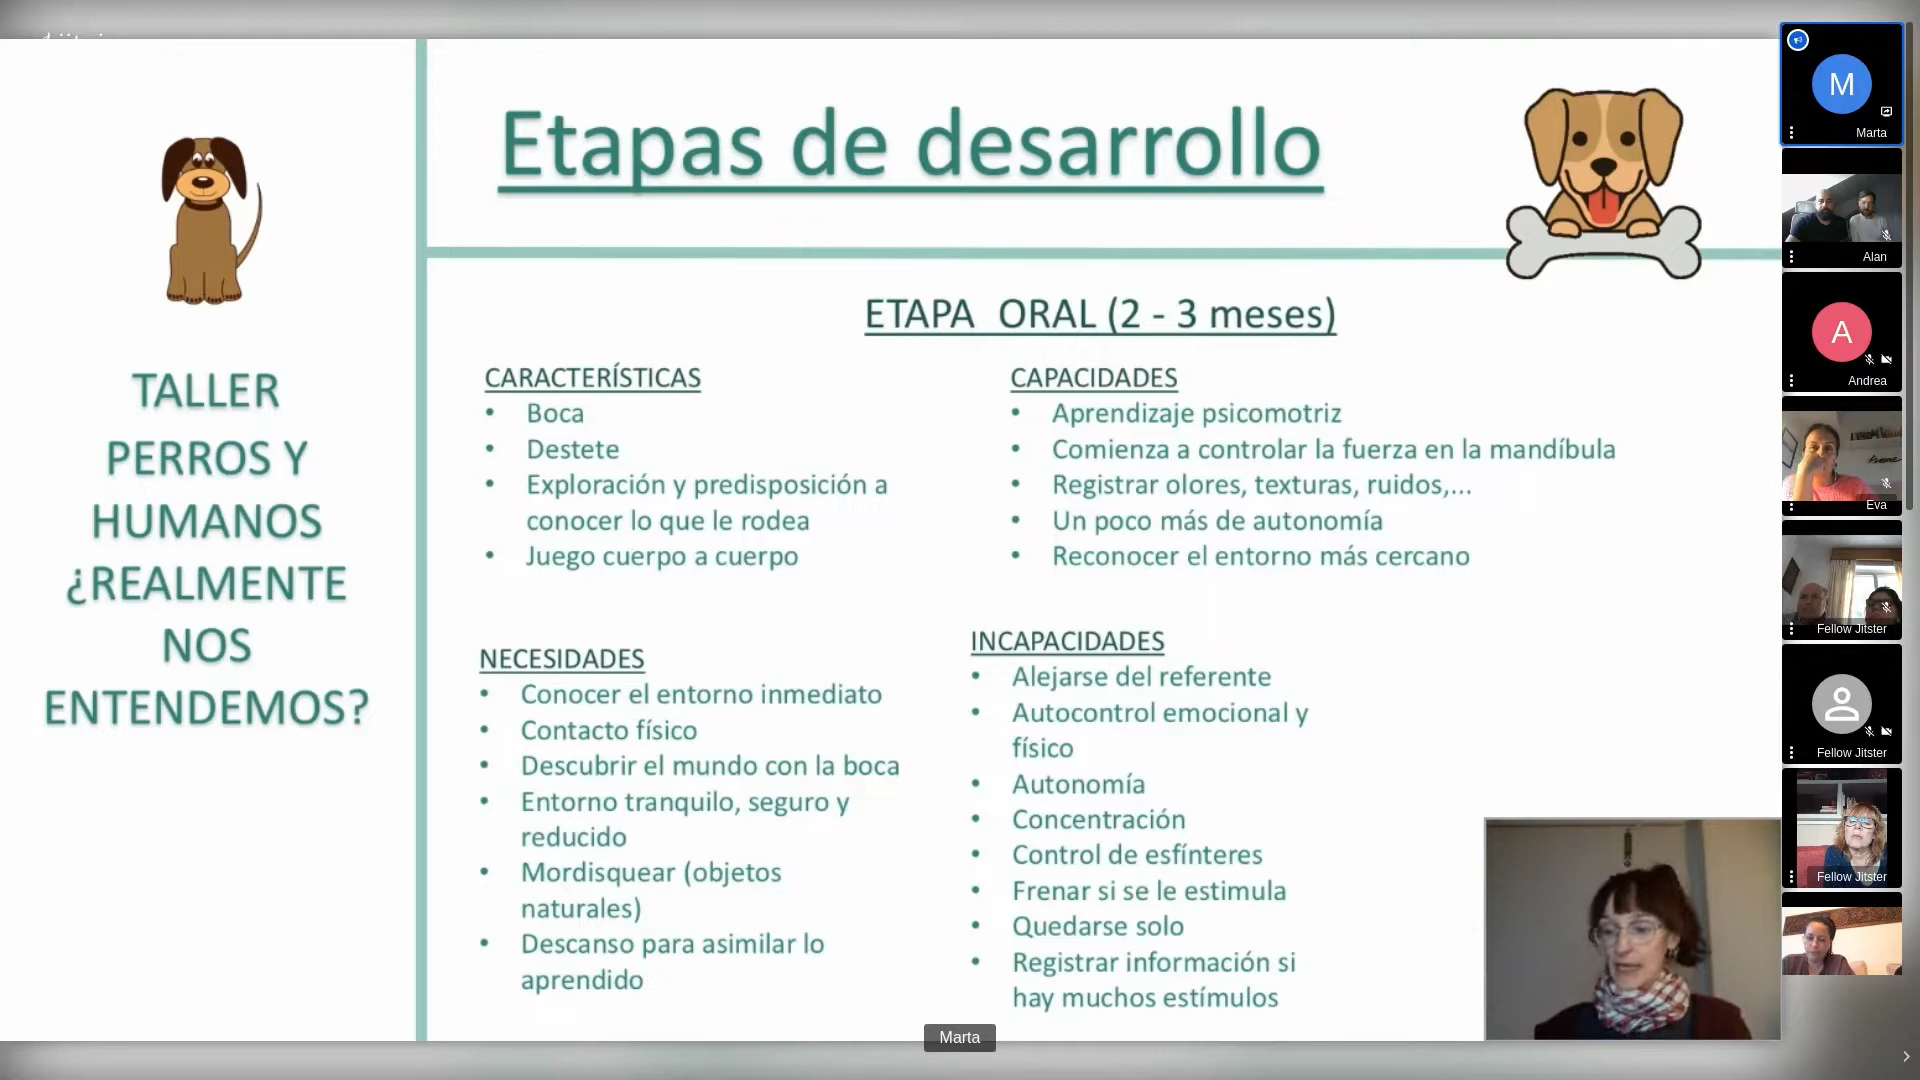 TALLER
PERROS Y
HUMANOS
¿REALMENTE
NOS
ENTENDEMOS?
Etapas de desarrollo
ETAPA ORAL (2 - 3 meses)
CARACTERÍSTICAS
• Boca
• Destete
• Exploración y predisposición a
conocer lo que le rodea
• Juego cuerpo a cuerpo
CAPACIDADES
• Aprendizaje psicomotriz
• Comienza a controlar la fuerza en la mandíbula
• Registrar olores, texturas, ruidos,...
• Un poco más de autonomía
• Reconocer el entorno más cercano
NECESIDADES
• Conocer el entorno inmediato
• Contacto físico
• Descubrir el mundo con la boca
• Entorno tranquilo, seguro y
reducido
• Mordisquear (objetos
naturales)
• Descanso para asimilar lo
aprendido
INCAPACIDADES
• Alejarse del referente
• Autocontrol emocional y
físico
• Autonomía
• Concentración
• Control de esfínteres
• Frenar si se le estimula
• Quedarse solo
• Registrar información si
hay muchos estímulos
Marta
M
Marta
Alan
A
Andrea
Eva
Fellow Jitster
Fellow Jitster
Fellow Jitster